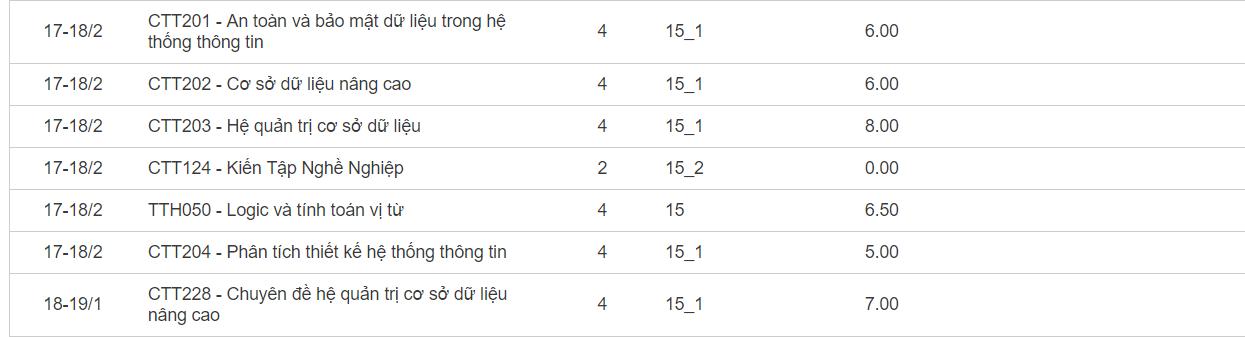 CTT201 - An toàn và bảo mật dữ liệu trong hệ
17-18/2 4 15_1 6.00
thống thông tin
17-18/2 CTT202 - Cơ sở dữ liệu nâng cao 4 15_1 6.00
17-18/2 CTT203 - Hệ quản trị cơ sở dữ liệu 4 15_1 8.00
17-18/2 CTT124 - Kiến Tập Nghề Nghiệp 2 15_2 0.00
17-18/2 TTH050 - Logic và tính toán vị từ 4 15 6.50
17-18/2 CTT204 - Phân tích thiết kế hệ thống thông tin 4 15_1 5.00
CTT228 - Chuyên đề hệ quản trị cơ sở dữ liệu
18-19/1 4 15_1 7.00
nâng cao